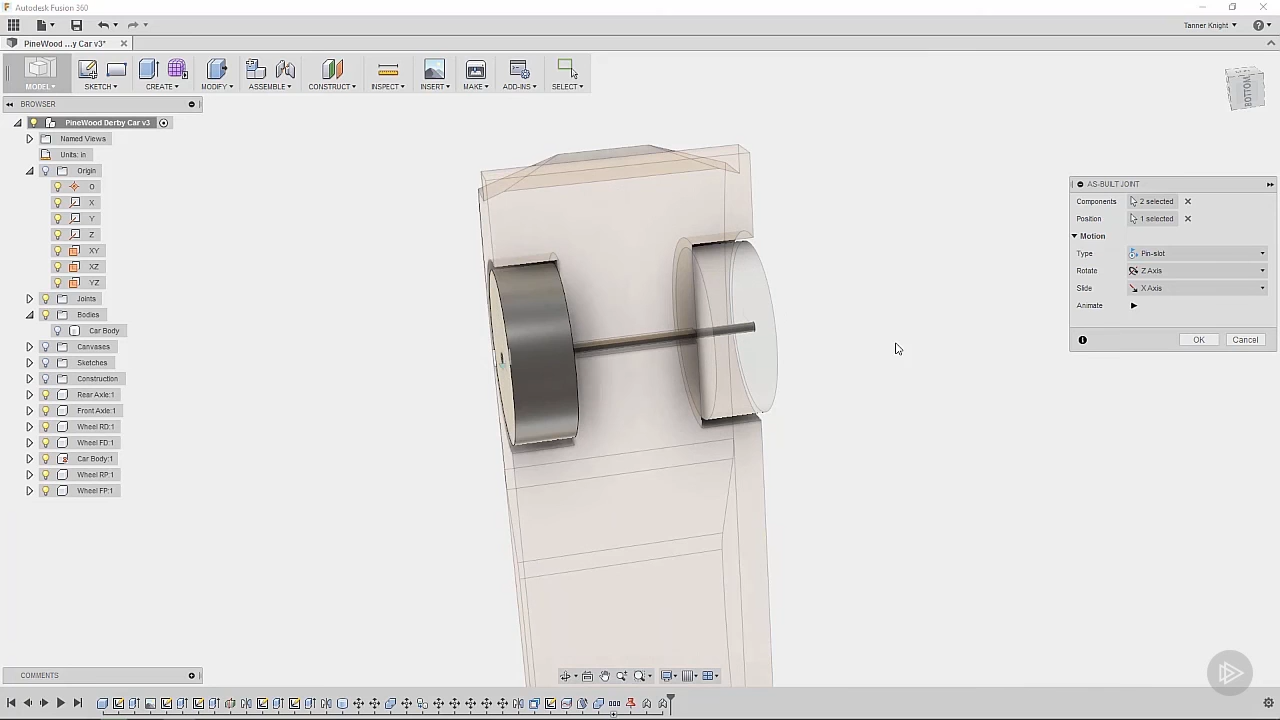 Autodesk Fusion 360
Tanner Knight
PineWood ...y Car v3*
MODEL
SKETCH
CREATE
MODIFY
ASSEMBLE
CONSTRUCT
INSPECT
INSERT
MAKE
ADD-INS
SELECT
BOTTOM
BROWSER
PineWood Derby Car v3
Named Views
Units: in
Origin
O
X
Y
Z
XY
XZ
YZ
Joints
Bodies
Car Body
Canvases
Sketches
Construction
Rear Axle:1
Front Axle:1
Wheel RD:1
Wheel FD:1
Car Body:1
Wheel RP:1
Wheel FP:1
AS-BUILT JOINT
Components 2 selected
Position 1 selected
Motion
Type Pin-slot
Rotate Z Axis
Slide X Axis
Animate
OK Cancel
COMMENTS